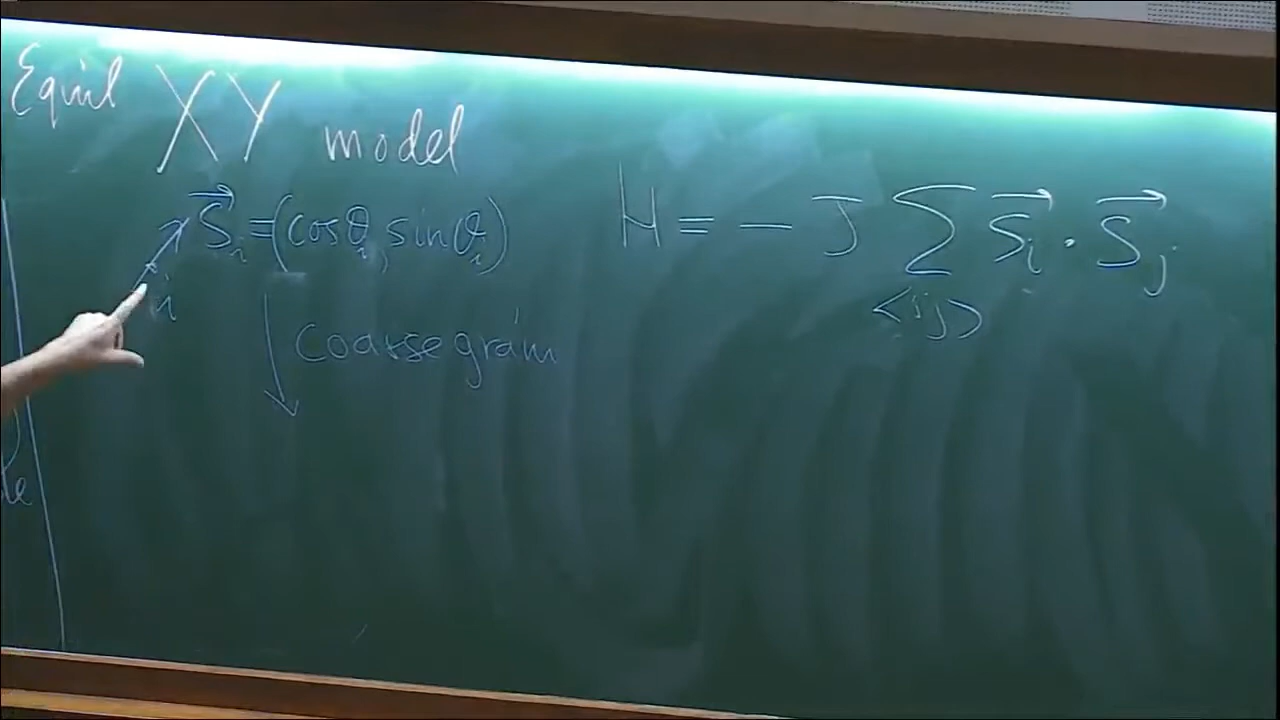 Equil XY model
S⃗ᵢ = (cosθᵢ, sinθᵢ)
i
coarse grain
H = − J ∑ S⃗ᵢ · S⃗ⱼ
<ij>